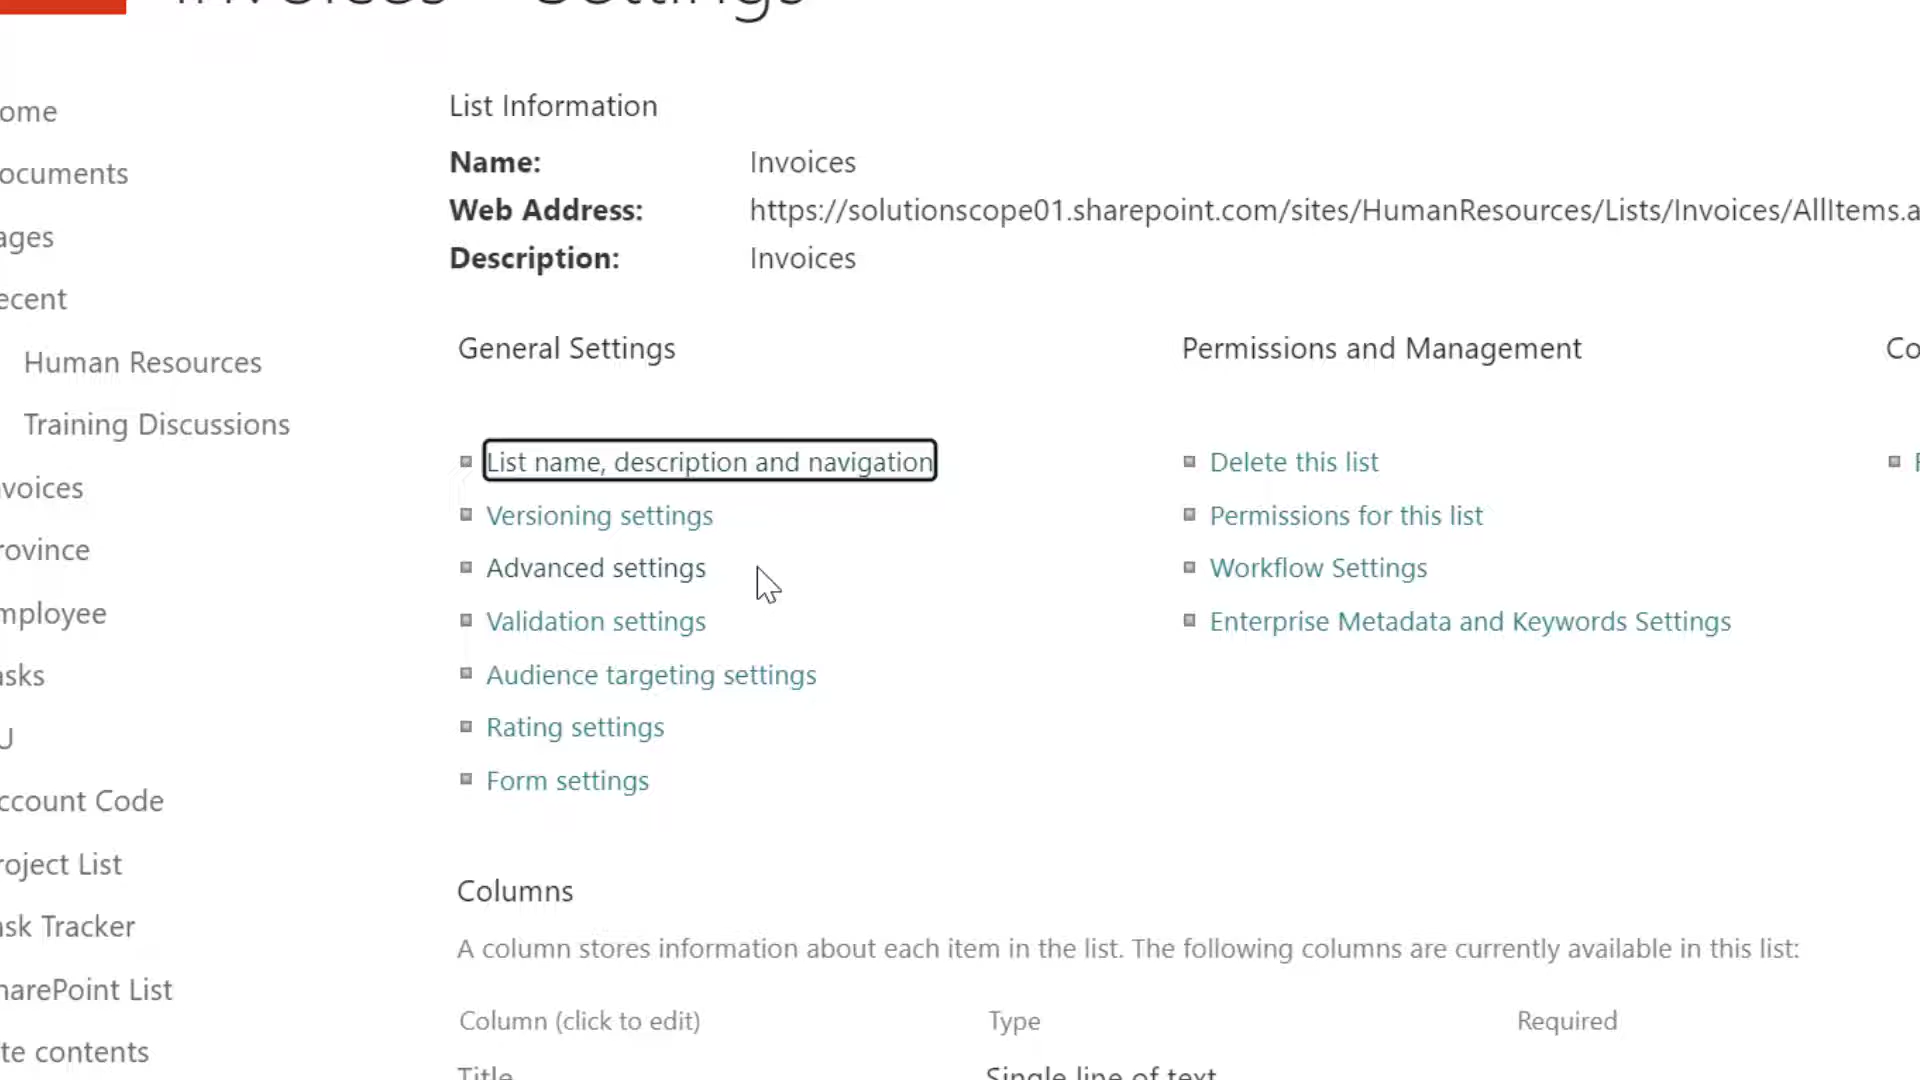 Invoices Settings
ome
ocuments
ages
ecent
Human Resources
Training Discussions
voices
rovince
mployee
asks
U
ccount Code
roject List
ask Tracker
harePoint List
te contents
List Information
Name: Invoices
Web Address: https://solutionscope01.sharepoint.com/sites/HumanResources/Lists/Invoices/AllItems.a
Description: Invoices
General Settings
List name, description and navigation
Versioning settings
Advanced settings
Validation settings
Audience targeting settings
Rating settings
Form settings
Permissions and Management
Delete this list
Permissions for this list
Workflow Settings
Enterprise Metadata and Keywords Settings
Co
Columns
A column stores information about each item in the list. The following columns are currently available in this list:
Column (click to edit) Type Required
Title Single line of text